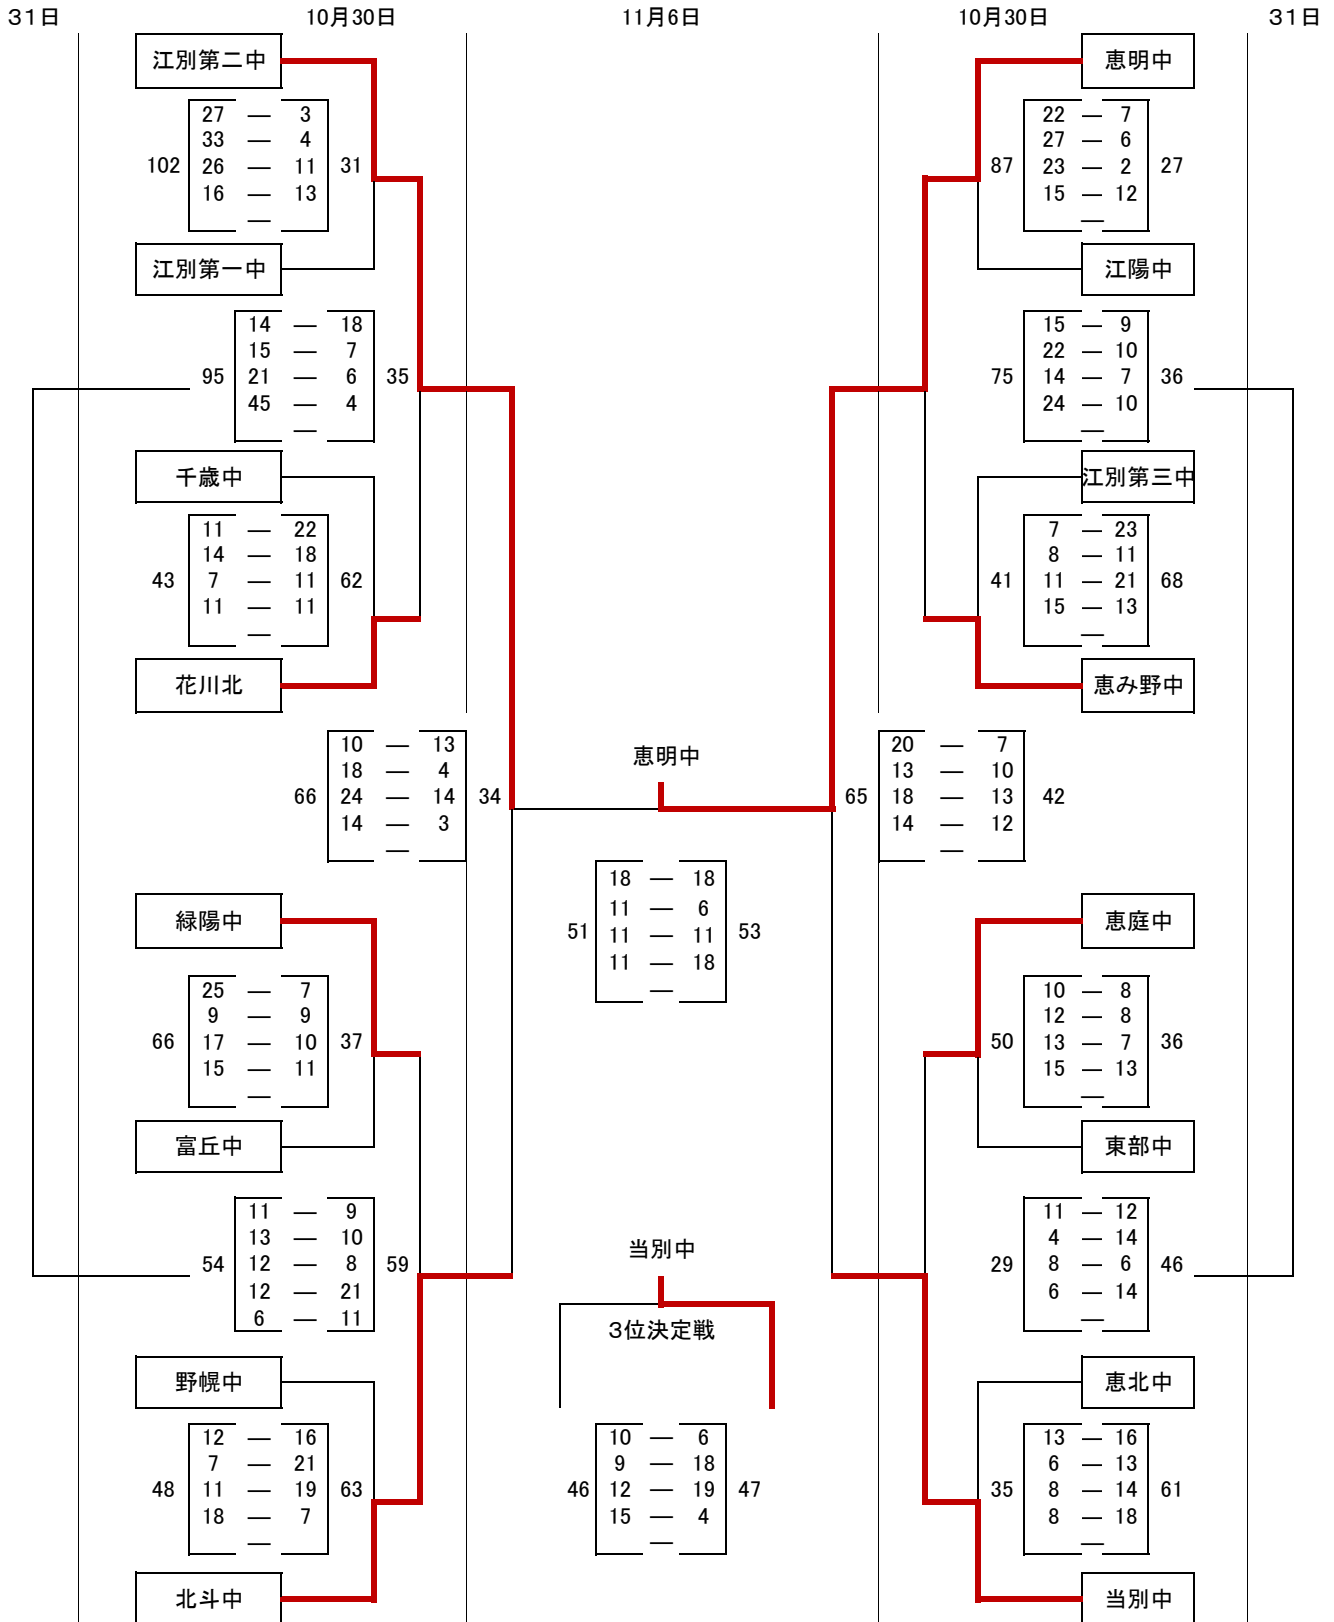 31日 10月30日 11月6日 10月30日 31日
江別第二中 恵明中
27 ― 3 22 ― 7
33 ― 4 27 ― 6
102 26 ― 11 31 87 23 ― 2 27
16 ― 13 15 ― 12
― ―
江別第一中 江陽中
14 ― 18 15 ― 9
15 ― 7 22 ― 10
95 21 ― 6 35 75 14 ― 7 36
45 ― 4 24 ― 10
― ―
千歳中 江別第三中
11 ― 22 7 ― 23
14 ― 18 8 ― 11
43 7 ― 11 62 41 11 ― 21 68
11 ― 11 15 ― 13
― ―
花川北 恵み野中
10 ― 13 恵明中 20 ― 7
18 ― 4 13 ― 10
66 24 ― 14 34 65 18 ― 13 42
14 ― 3 14 ― 12
― ―
18 ― 18
11 ― 6
51 11 ― 11 53
11 ― 18
―
緑陽中 恵庭中
25 ― 7 10 ― 8
9 ― 9 12 ― 8
66 17 ― 10 37 50 13 ― 7 36
15 ― 11 15 ― 13
― ―
富丘中 東部中
11 ― 9 11 ― 12
13 ― 10 当別中 4 ― 14
54 12 ― 8 59 29 8 ― 6 46
12 ― 21 6 ― 14
6 ― 11 ―
3位決定戦
野幌中 恵北中
12 ― 16 10 ― 6 13 ― 16
7 ― 21 9 ― 18 6 ― 13
48 11 ― 19 63 46 12 ― 19 47 35 8 ― 14 61
18 ― 7 15 ― 4 8 ― 18
― ― ―
北斗中 当別中